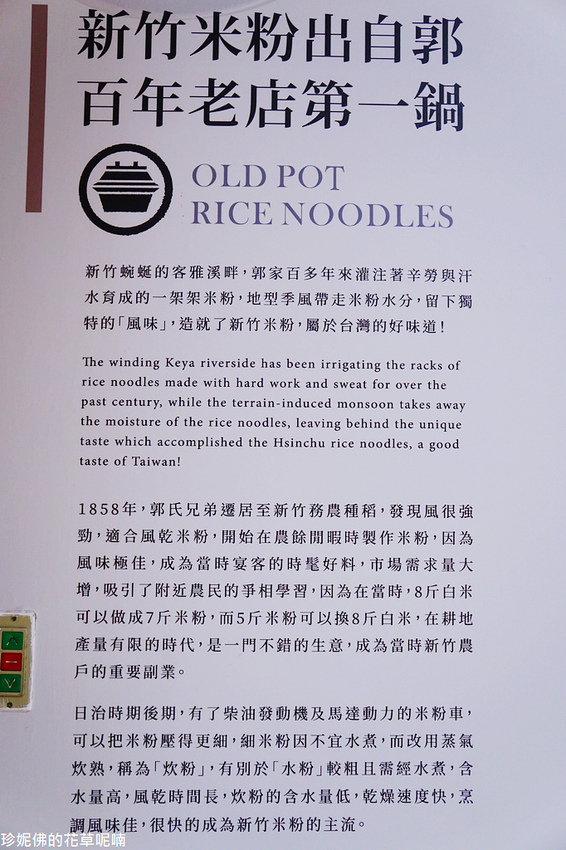 新竹米粉出自郭
百年老店第一鍋
OLD POT
RICE NOODLES
新竹蜿蜒的客雅溪畔,郭家百多年來灌注著辛勞與汗
水育成的一架架米粉,地型季風帶走米粉水分,留下獨
特的「風味」,造就了新竹米粉,屬於台灣的好味道!
The winding Keya riverside has been irrigating the racks of
rice noodles made with hard work and sweat for over the
past century, while the terrain-induced monsoon takes away
the moisture of the rice noodles, leaving behind the unique
taste which accomplished the Hsinchu rice noodles, a good
taste of Taiwan!
1858年,郭氏兄弟遷居至新竹務農種稻,發現風很強
勁,適合風乾米粉,開始在農餘閒暇時製作米粉,因為
風味極佳,成為當時宴客的時髦好料,市場需求量大
增,吸引了附近農民的爭相學習,因為在當時,8斤白米
可以做成7斤米粉,而5斤米粉可以換8斤白米,在耕地
產量有限的時代,是一門不錯的生意,成為當時新竹農
戶的重要副業。
日治時期後期,有了柴油發動機及馬達動力的米粉車,
可以把米粉壓得更細,細米粉因不宜水煮,而改用蒸氣
炊熟,稱為「炊粉」,有別於「水粉」較粗且需經水煮,含
水量高,風乾時間長,炊粉的含水量低,乾燥速度快,烹
調風味佳,很快的成為新竹米粉的主流。
珍妮佛的花草呢喃